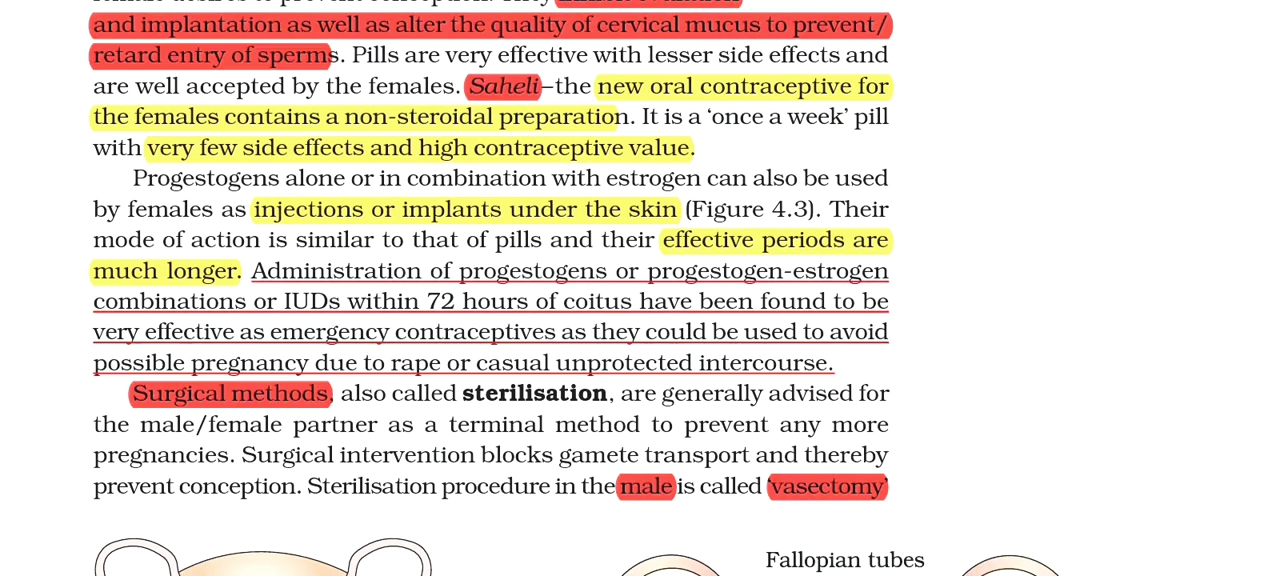 and implantation as well as alter the quality of cervical mucus to prevent/
retard entry of sperms. Pills are very effective with lesser side effects and
are well accepted by the females. Saheli–the new oral contraceptive for
the females contains a non-steroidal preparation. It is a ‘once a week’ pill
with very few side effects and high contraceptive value.
Progestogens alone or in combination with estrogen can also be used
by females as injections or implants under the skin (Figure 4.3). Their
mode of action is similar to that of pills and their effective periods are
much longer. Administration of progestogens or progestogen-estrogen
combinations or IUDs within 72 hours of coitus have been found to be
very effective as emergency contraceptives as they could be used to avoid
possible pregnancy due to rape or casual unprotected intercourse.
Surgical methods, also called sterilisation, are generally advised for
the male/female partner as a terminal method to prevent any more
pregnancies. Surgical intervention blocks gamete transport and thereby
prevent conception. Sterilisation procedure in the male is called ‘vasectomy’
Fallopian tubes